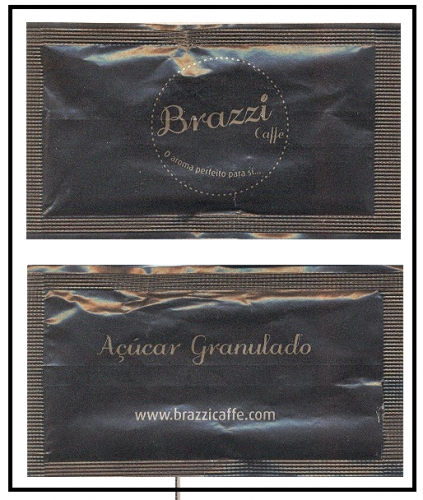 Brazzi
Caffe
O aroma perfeito para si...
Açúcar Granulado
www.brazzicaffe.com